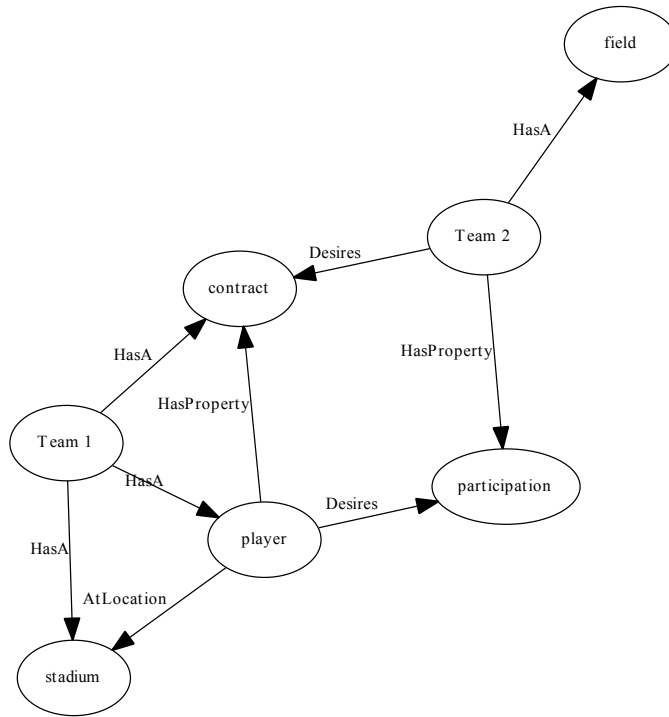 field
HasA
Team 2
Desires
contract
HasA
HasProperty
HasProperty
Team 1
HasA
participation
Desires
player
HasA
AtLocation
stadium